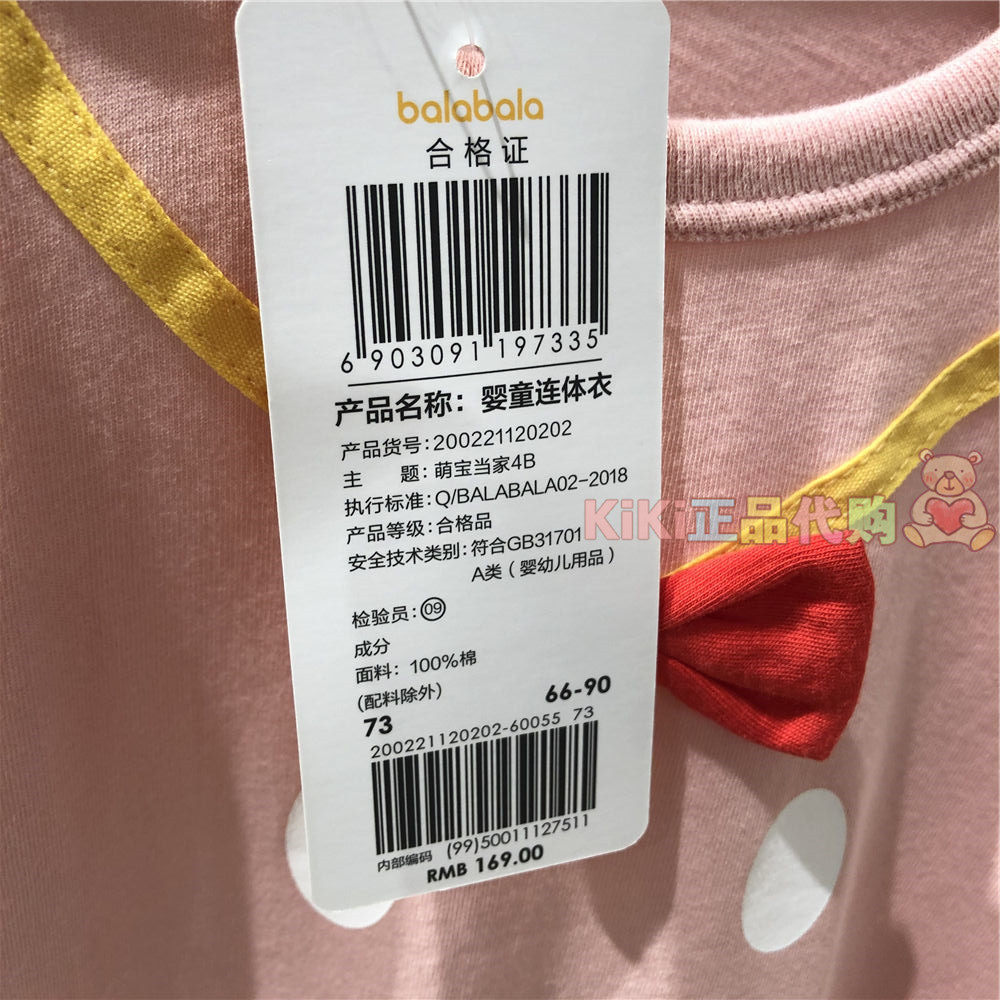 balabala
合格证
6 903091 197335
产品名称：婴童连体衣
产品货号：200221120202
主 题：萌宝当家4B
执行标准：Q/BALABALA02-2018
产品等级：合格品
安全技术类别：符合GB31701
A类（婴幼儿用品）
KiKi正品代购
检验员：09
成分
面料：100%棉
(配料除外)
73 66-90
200221120202-60055 73
内部编码 (99)50011127511
RMB 169.00